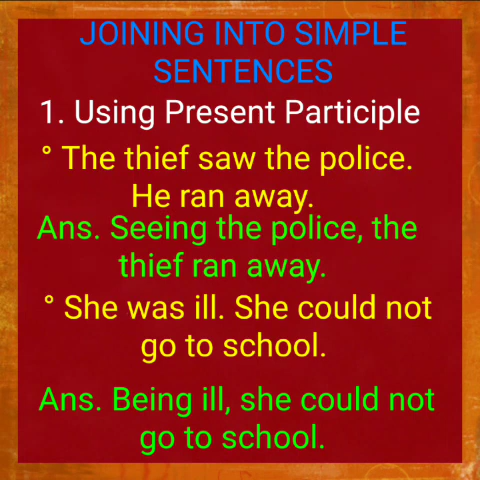 JOINING INTO SIMPLE
SENTENCES
1. Using Present Participle
° The thief saw the police.
He ran away.
Ans. Seeing the police, the
thief ran away.
° She was ill. She could not
go to school.
Ans. Being ill, she could not
go to school.